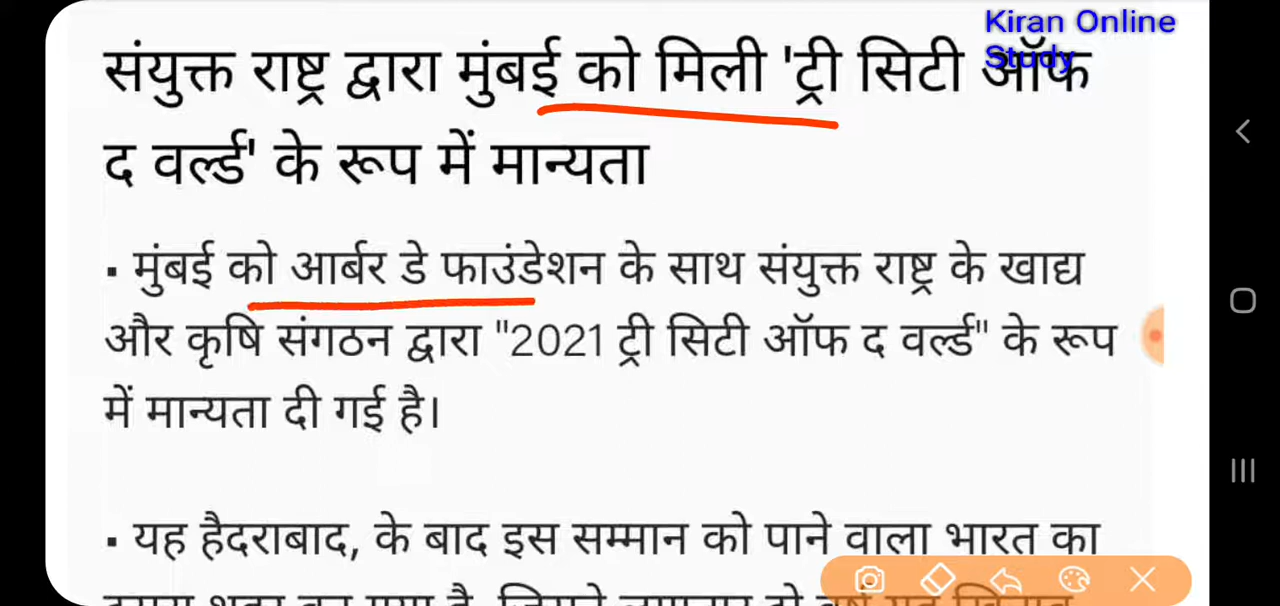 Kiran Online
Study
संयुक्त राष्ट्र द्वारा मुंबई को मिली 'ट्री सिटी ऑफ
द वर्ल्ड' के रूप में मान्यता
▪ मुंबई को आर्बर डे फाउंडेशन के साथ संयुक्त राष्ट्र के खाद्य
और कृषि संगठन द्वारा "2021 ट्री सिटी ऑफ द वर्ल्ड" के रूप
में मान्यता दी गई है।
▪ यह हैदराबाद, के बाद इस सम्मान को पाने वाला भारत का